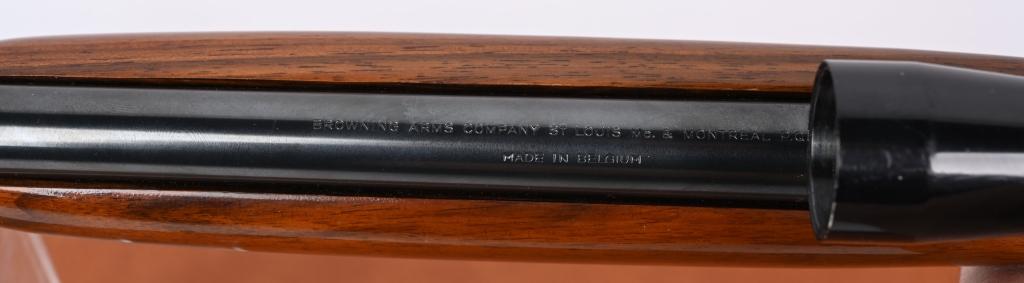 BROWNING ARMS COMPANY ST LOUIS MO. & MONTREAL P.Q.
MADE IN BELGIUM